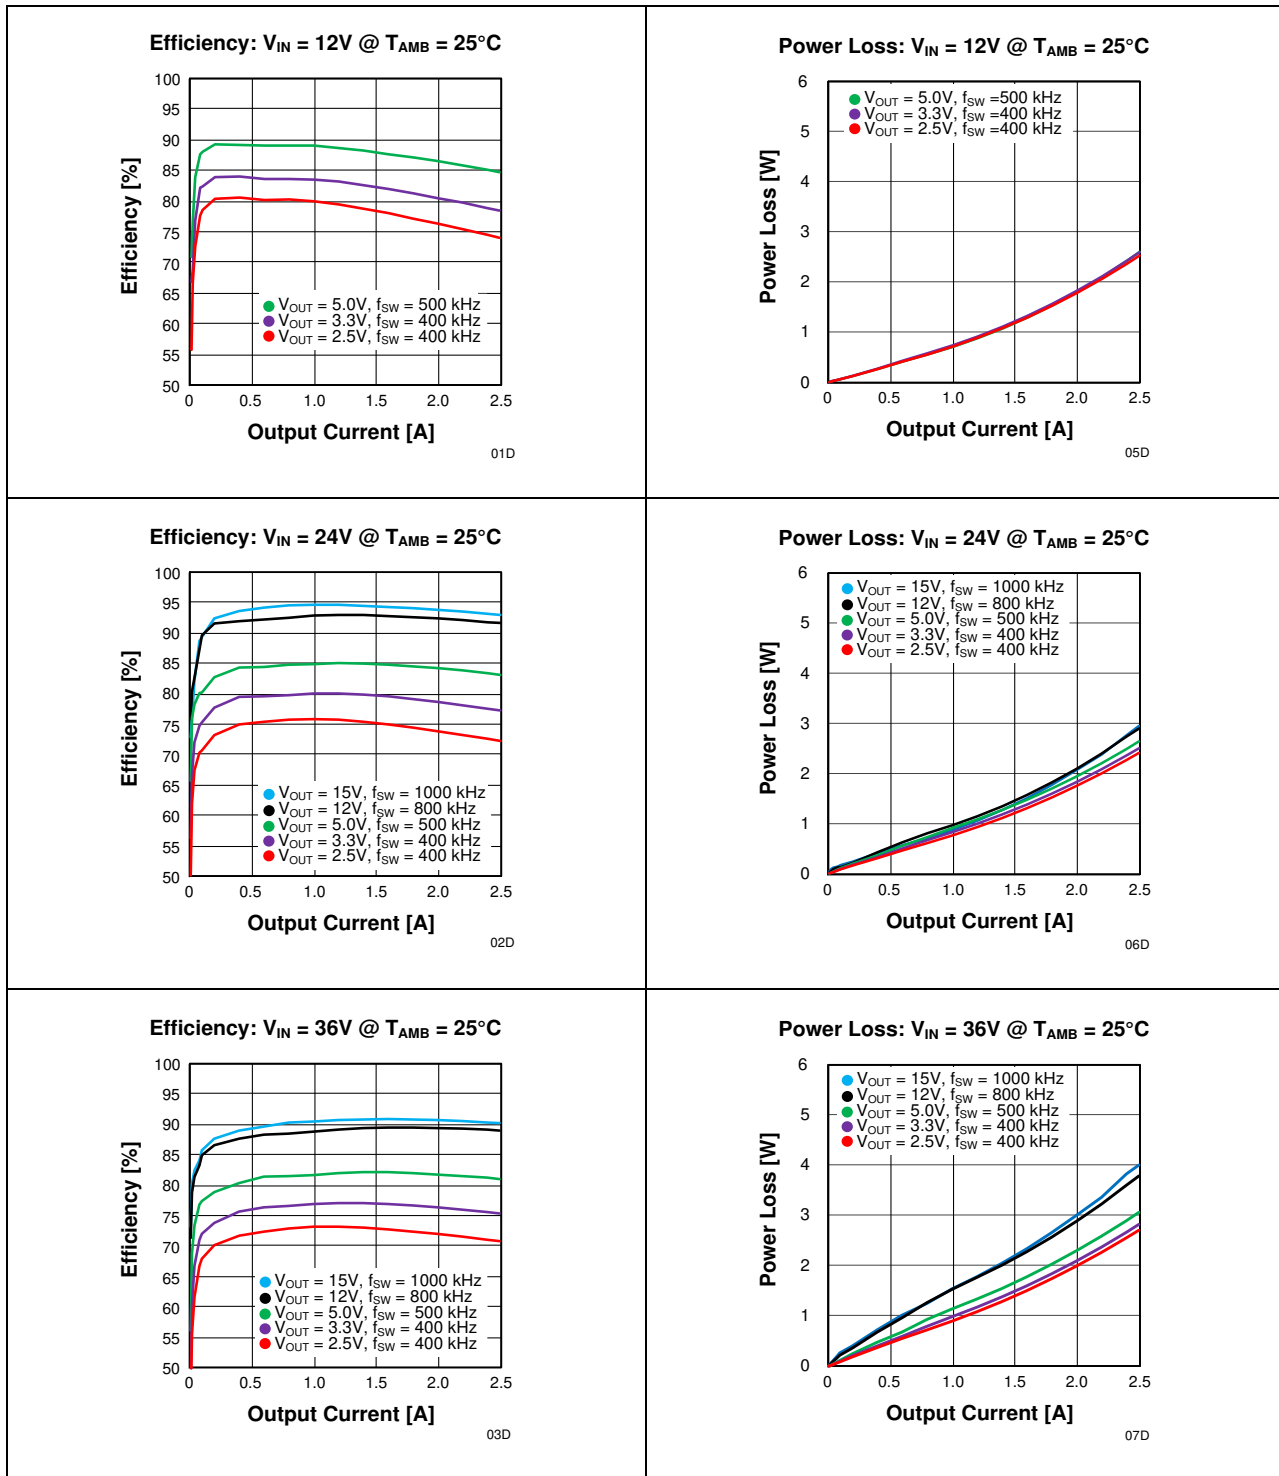 Efficiency: VIN = 12V @ TAMB = 25°C
100
95
90
85
80
75
70
65
60
55
50
Efficiency [%]
VOUT = 5.0V, fSW = 500 kHz
VOUT = 3.3V, fSW = 400 kHz
VOUT = 2.5V, fSW = 400 kHz
0 0.5 1.0 1.5 2.0 2.5
Output Current [A]
01D
Power Loss: VIN = 12V @ TAMB = 25°C
6
5
4
3
2
1
0
Power Loss [W]
VOUT = 5.0V, fSW =500 kHz
VOUT = 3.3V, fSW =400 kHz
VOUT = 2.5V, fSW =400 kHz
0 0.5 1.0 1.5 2.0 2.5
Output Current [A]
05D
Efficiency: VIN = 24V @ TAMB = 25°C
100
95
90
85
80
75
70
65
60
55
50
Efficiency [%]
VOUT = 15V, fSW = 1000 kHz
VOUT = 12V, fSW = 800 kHz
VOUT = 5.0V, fSW = 500 kHz
VOUT = 3.3V, fSW = 400 kHz
VOUT = 2.5V, fSW = 400 kHz
0 0.5 1.0 1.5 2.0 2.5
Output Current [A]
02D
Power Loss: VIN = 24V @ TAMB = 25°C
6
5
4
3
2
1
0
Power Loss [W]
VOUT = 15V, fSW = 1000 kHz
VOUT = 12V, fSW = 800 kHz
VOUT = 5.0V, fSW = 500 kHz
VOUT = 3.3V, fSW = 400 kHz
VOUT = 2.5V, fSW = 400 kHz
0 0.5 1.0 1.5 2.0 2.5
Output Current [A]
06D
Efficiency: VIN = 36V @ TAMB = 25°C
100
95
90
85
80
75
70
65
60
55
50
Efficiency [%]
VOUT = 15V, fSW = 1000 kHz
VOUT = 12V, fSW = 800 kHz
VOUT = 5.0V, fSW = 500 kHz
VOUT = 3.3V, fSW = 400 kHz
VOUT = 2.5V, fSW = 400 kHz
0 0.5 1.0 1.5 2.0 2.5
Output Current [A]
03D
Power Loss: VIN = 36V @ TAMB = 25°C
6
5
4
3
2
1
0
Power Loss [W]
VOUT = 15V, fSW = 1000 kHz
VOUT = 12V, fSW = 800 kHz
VOUT = 5.0V, fSW = 500 kHz
VOUT = 3.3V, fSW = 400 kHz
VOUT = 2.5V, fSW = 400 kHz
0 0.5 1.0 1.5 2.0 2.5
Output Current [A]
07D